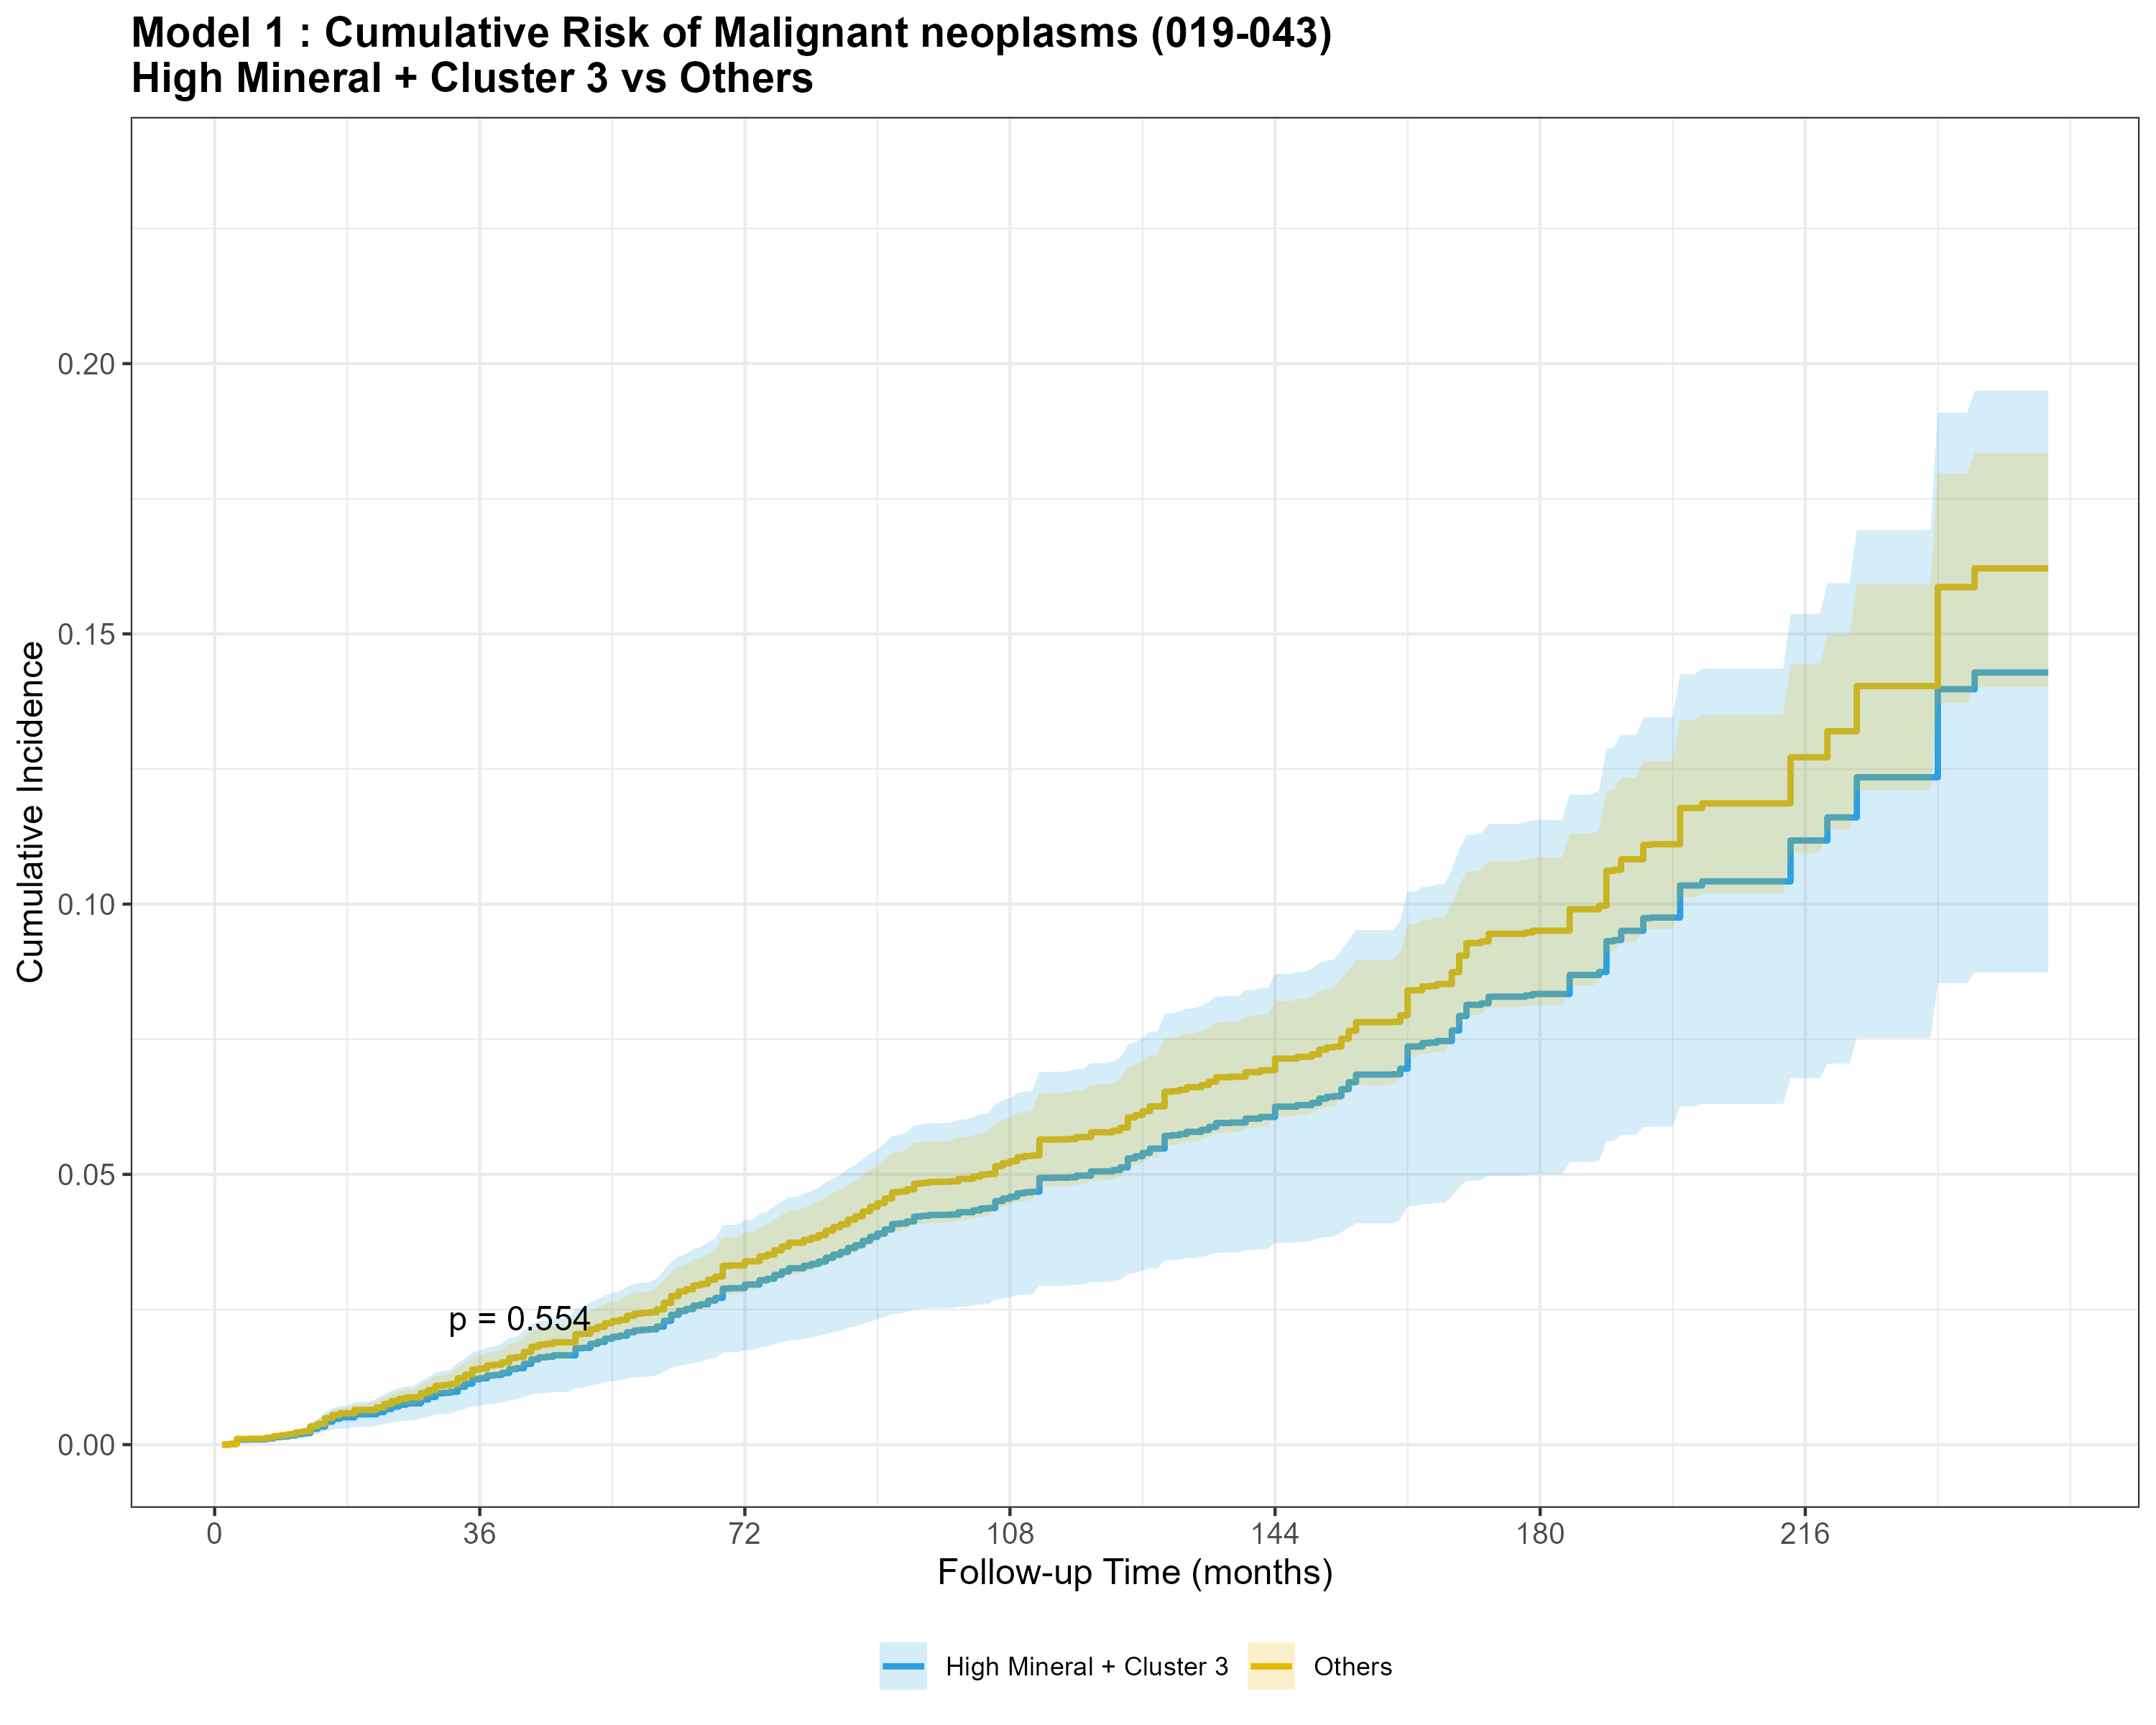 Model 1 : Cumulative Risk of Malignant neoplasms (019-043)
High Mineral + Cluster 3 vs Others
Cumulative Incidence
0.20
0.15
0.10
0.05
0.00
p = 0.554
0 36 72 108 144 180 216
Follow-up Time (months)
High Mineral + Cluster 3 Others